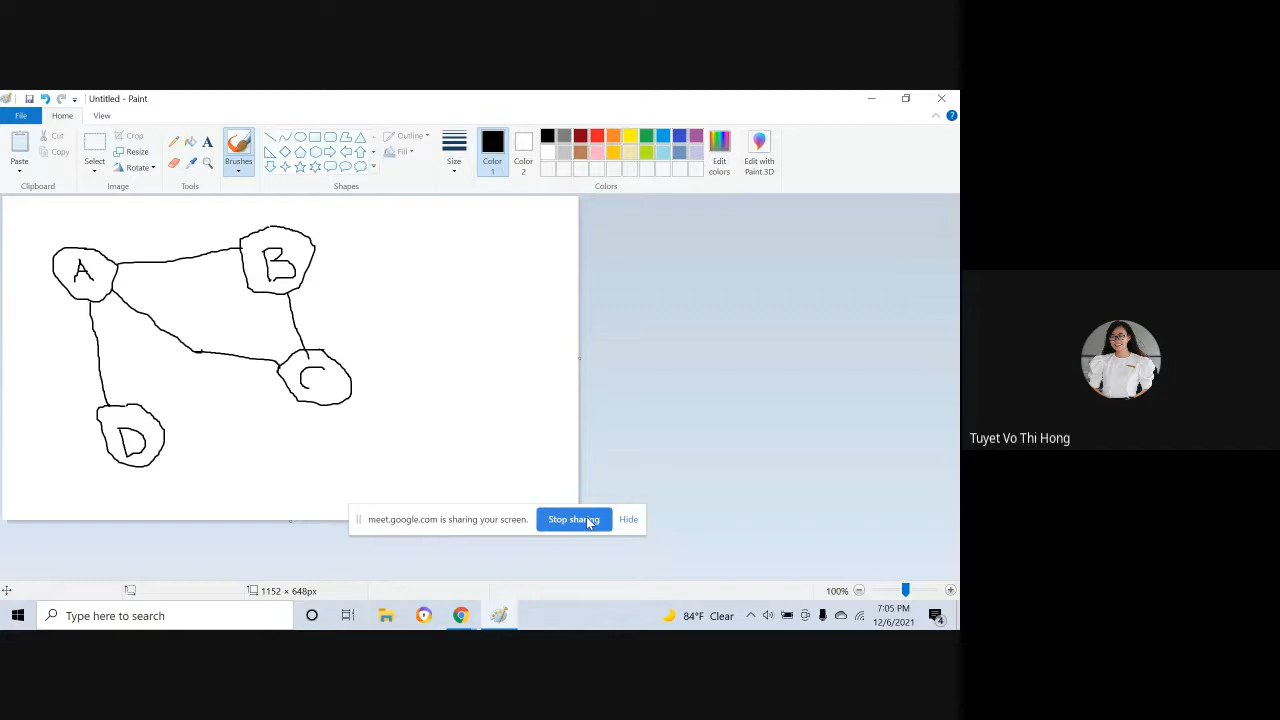 Untitled - Paint
File
Home
View
Paste
Cut
Copy
Clipboard
Select
Crop
Resize
Rotate
Image
A
Tools
Brushes
Shapes
Outline
Fill
Size
Color 1
Color 2
Edit colors
Edit with Paint 3D
Colors
?
A
B
C
D
meet.google.com is sharing your screen.
Stop sharing
Hide
1152 × 648px
100%
Type here to search
84°F Clear
7:05 PM
12/6/2021
4
Tuyet Vo Thi Hong